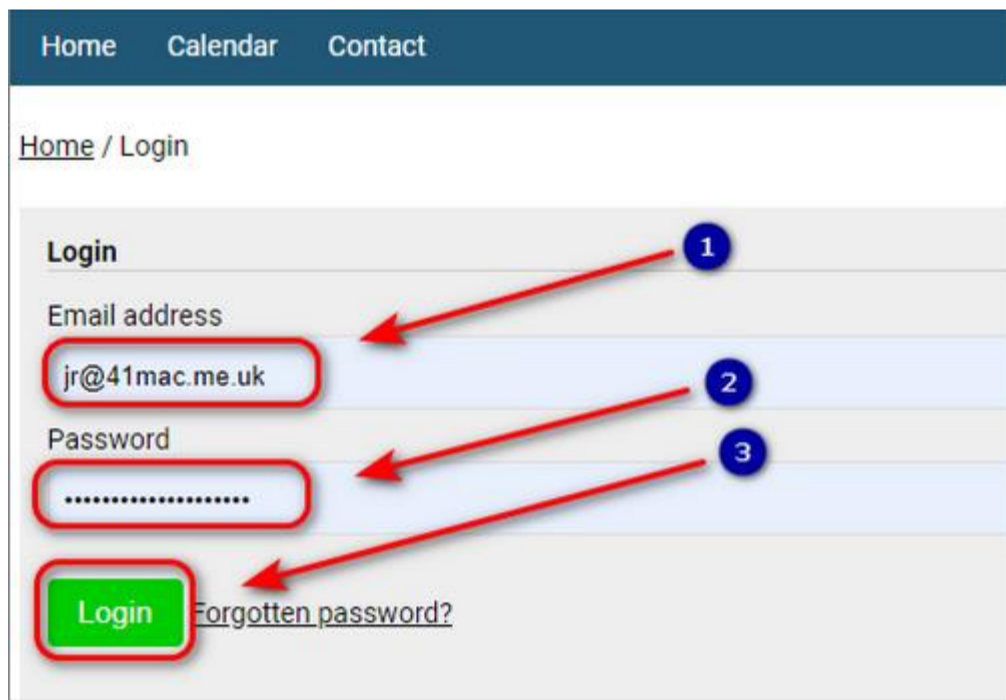 Home Calendar Contact
Home / Login
Login
1
Email address
jr@41mac.me.uk
2
Password
3
••••••••••••••••••••
Login Forgotten password?